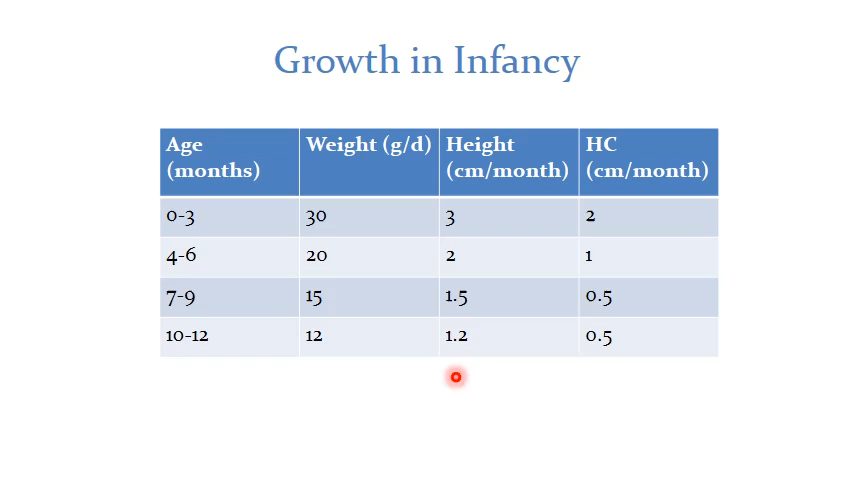 Growth in Infancy
Age (months) Weight (g/d) Height (cm/month) HC (cm/month)
0-3 30 3 2
4-6 20 2 1
7-9 15 1.5 0.5
10-12 12 1.2 0.5